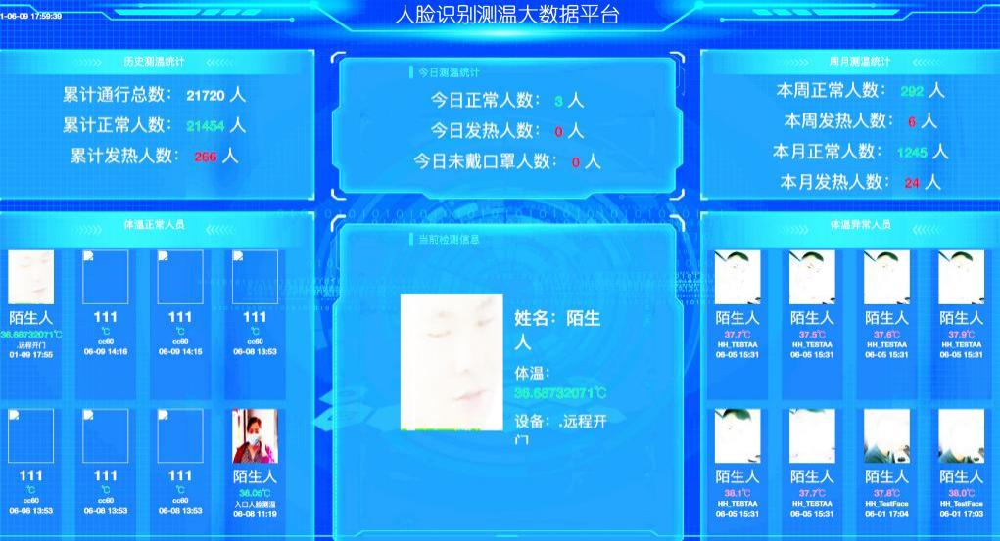 1-06-09 17:59:39
人脸识别测温大数据平台
历史测温统计
累计通行总数： 21720 人
累计正常人数： 21454 人
累计发热人数： 266 人
今日测温统计
今日正常人数： 3 人
今日发热人数： 0 人
今日未戴口罩人数： 0 人
周月测温统计
本周正常人数： 292 人
本周发热人数： 6 人
本月正常人数： 1245 人
本月发热人数： 24 人
体温正常人员
陌生人
36.68732071℃
.远程开门
01-09 17:55
111
℃
cc60
06-09 14:16
111
℃
cc60
06-09 14:15
111
℃
cc60
06-08 13:53
111
℃
cc60
06-08 13:53
111
℃
cc60
06-08 13:53
111
℃
cc60
06-08 13:53
陌生人
36.05℃
入口人脸测温
06-08 11:19
当前检测信息
姓名： 陌生
人
体温：
36.68732071℃
设备： .远程开
门
体温异常人员
陌生人
37.7℃
HH_TESTAA
06-05 15:31
陌生人
37.5℃
HH_TESTAA
06-05 15:31
陌生人
37.6℃
HH_TESTAA
06-05 15:31
陌生人
37.9℃
HH_TESTAA
06-05 15:31
陌生人
38.1℃
HH_TESTAA
06-05 15:31
陌生人
37.7℃
HH_TESTAA
06-05 15:31
陌生人
37.8℃
HH_TestFace
06-01 17:04
陌生人
38.0℃
HH_TestFace
06-01 17:03